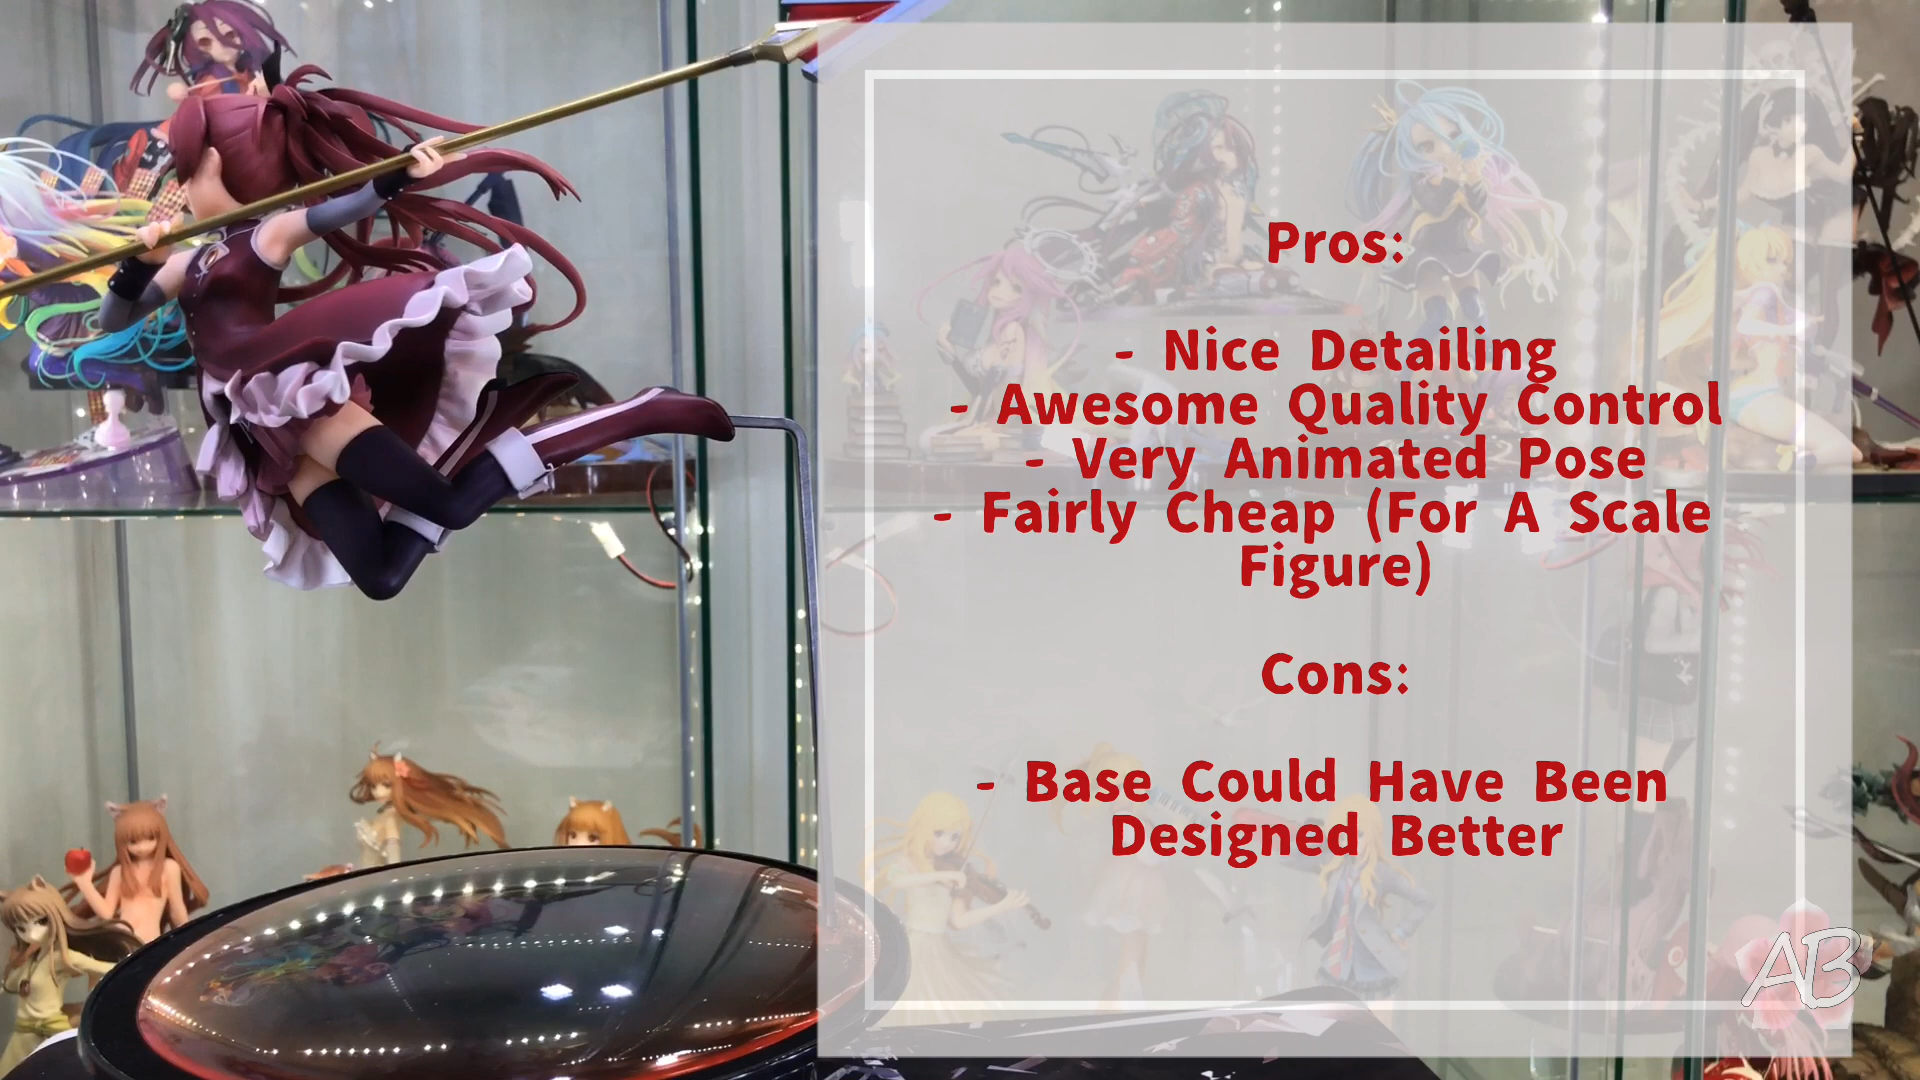 Pros:
- Nice Detailing
- Awesome Quality Control
- Very Animated Pose
- Fairly Cheap (For A Scale
Figure)
Cons:
- Base Could Have Been
Designed Better
AB